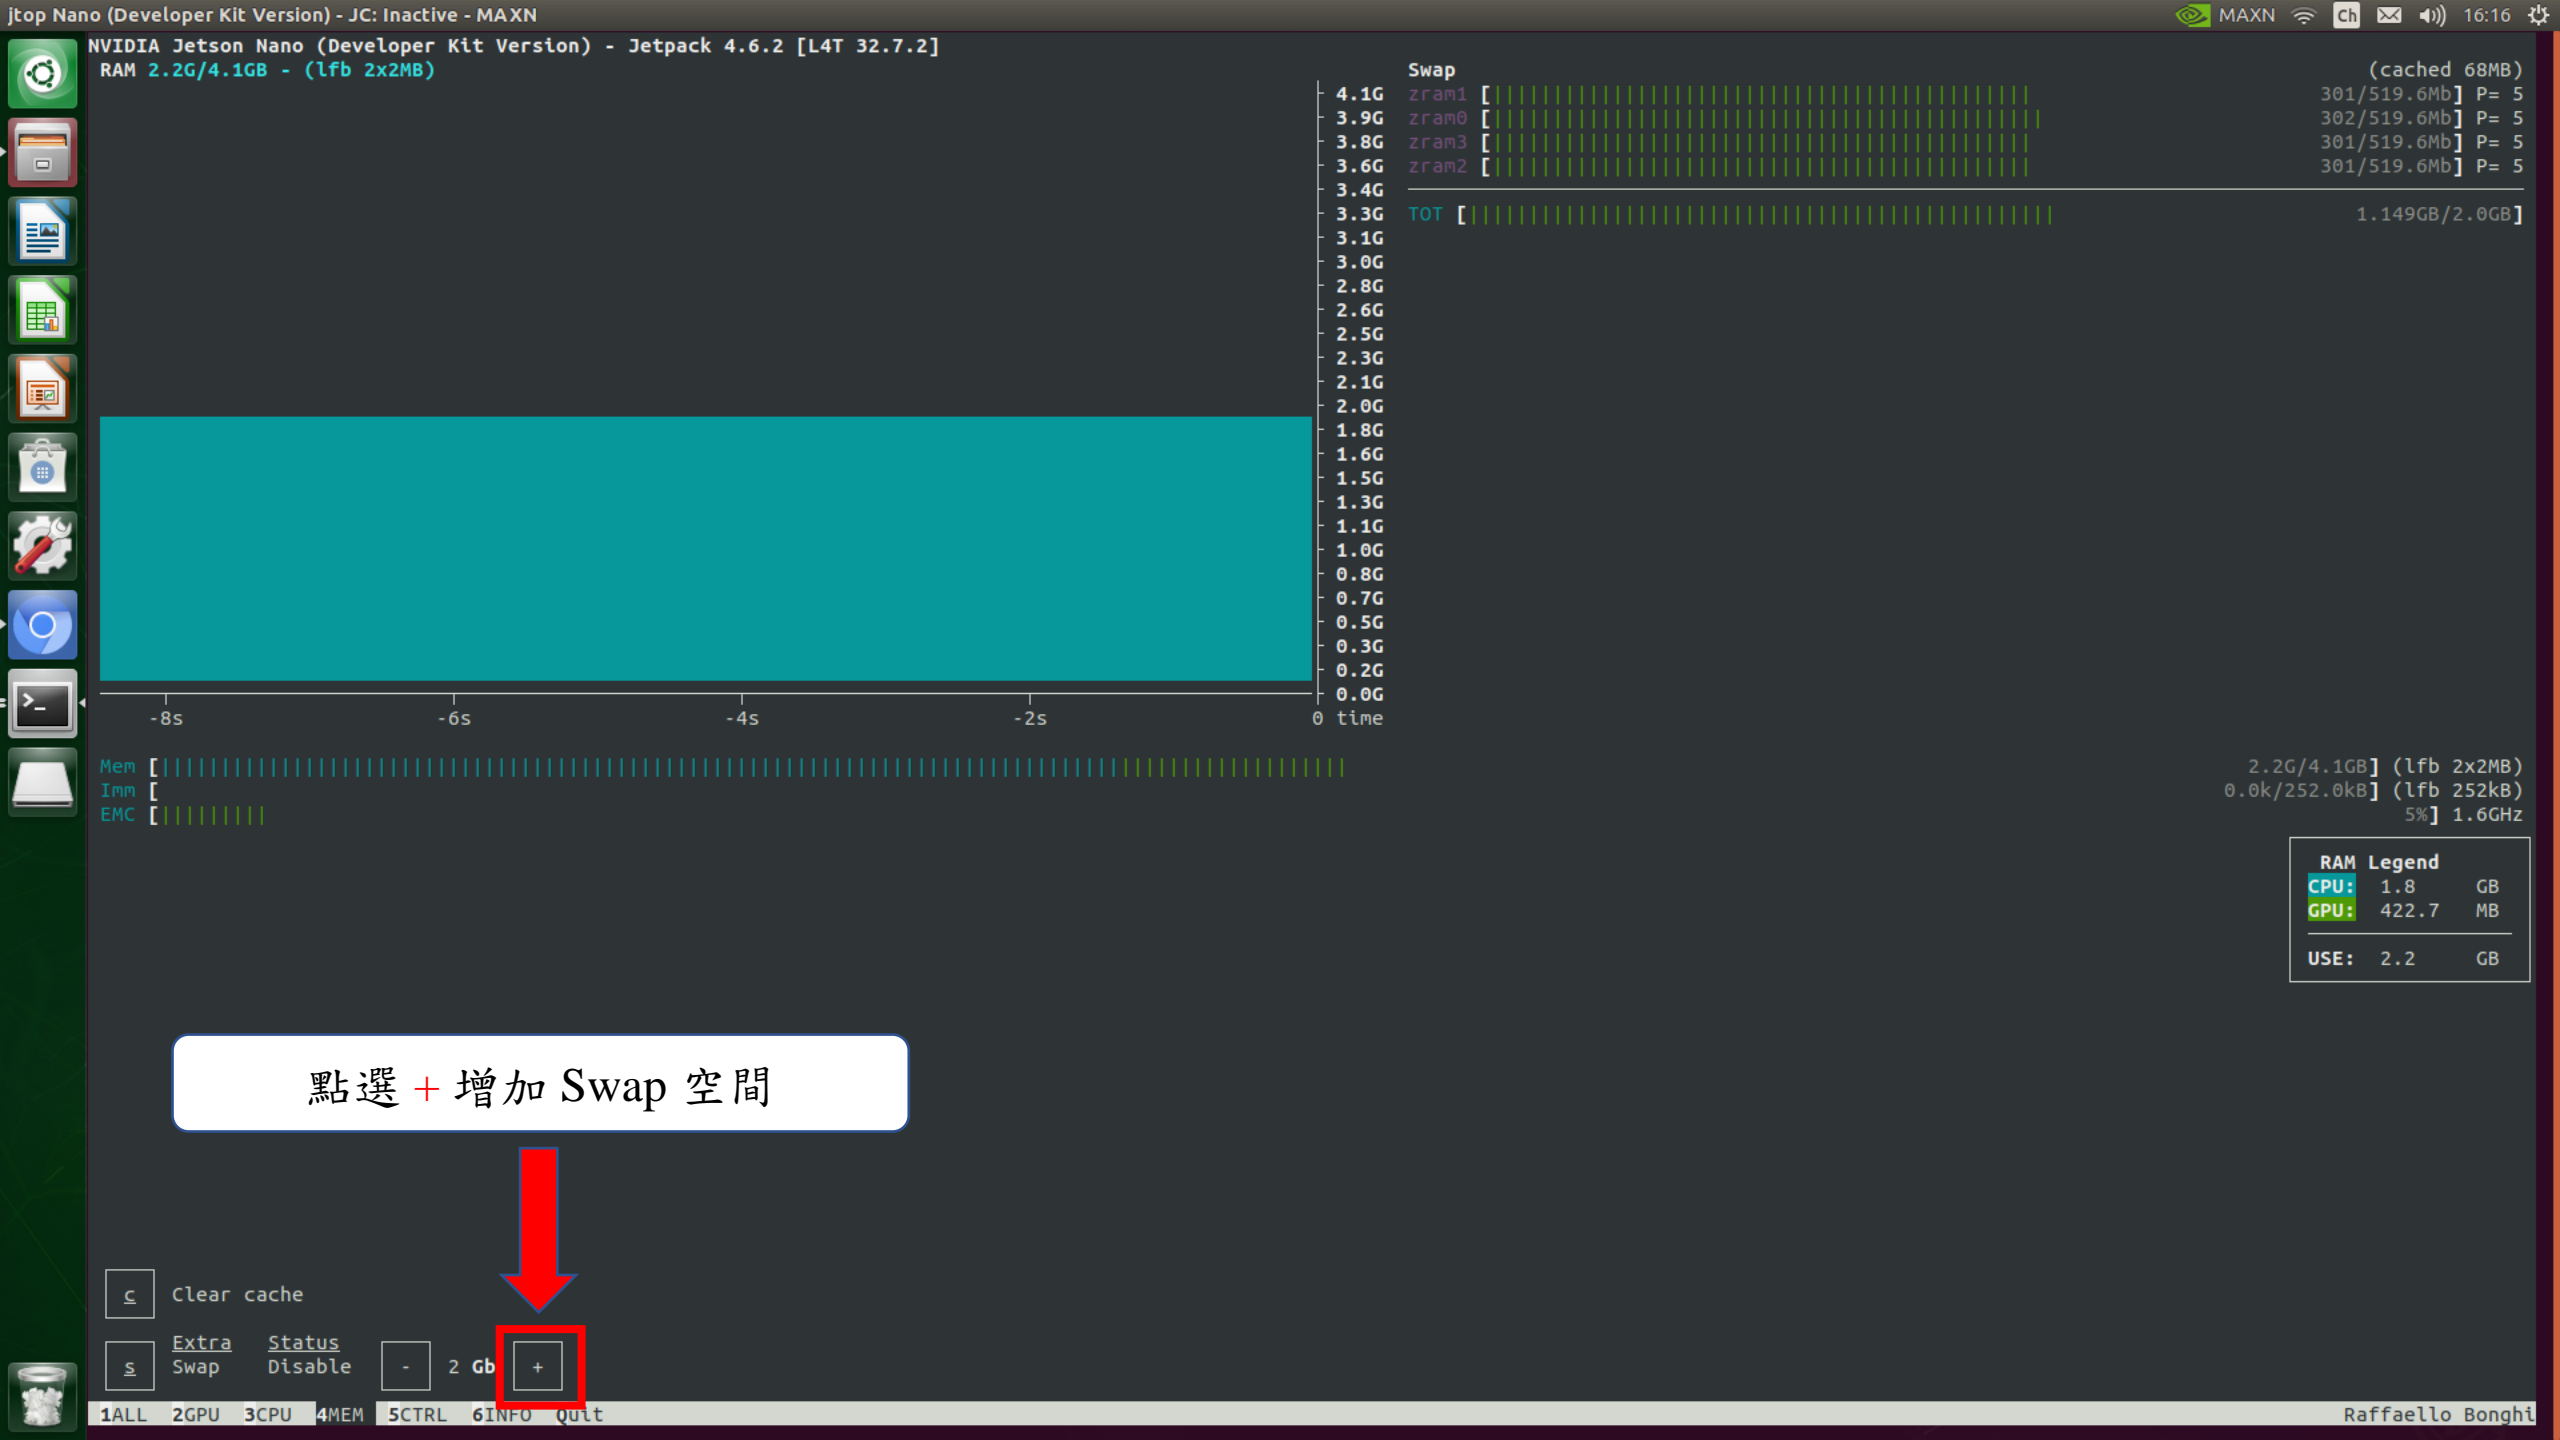 jtop Nano (Developer Kit Version) - JC: Inactive - MAXN
MAXN Ch 16:16
NVIDIA Jetson Nano (Developer Kit Version) - Jetpack 4.6.2 [L4T 32.7.2]
RAM 2.2G/4.1GB - (lfb 2x2MB)
4.1G
3.9G
3.8G
3.6G
3.4G
3.3G
3.1G
3.0G
2.8G
2.6G
2.5G
2.3G
2.1G
2.0G
1.8G
1.6G
1.5G
1.3G
1.1G
1.0G
0.8G
0.7G
0.5G
0.3G
0.2G
0.0G
-8s -6s -4s -2s 0 time
Swap (cached 68MB)
zram1 [ 301/519.6Mb] P= 5
zram0 [ 302/519.6Mb] P= 5
zram3 [ 301/519.6Mb] P= 5
zram2 [ 301/519.6Mb] P= 5
TOT [ 1.149GB/2.0GB]
Mem [ 2.2G/4.1GB] (lfb 2x2MB)
Imm [ 0.0k/252.0kB] (lfb 252kB)
EMC [ 5%] 1.6GHz
RAM Legend
CPU: 1.8 GB
GPU: 422.7 MB
USE: 2.2 GB
點選 + 增加 Swap 空間
c Clear cache
Extra Status
s Swap Disable - 2 Gb +
1ALL 2GPU 3CPU 4MEM 5CTRL 6INFO Quit Raffaello Bonghi